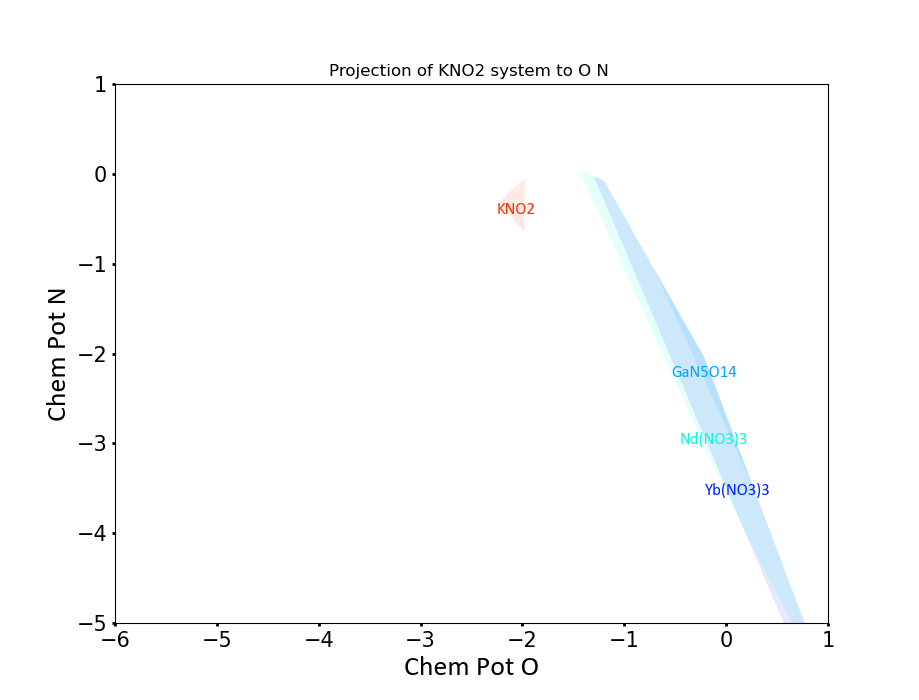 Projection of KNO2 system to O N
1
0
−1
−2
−3
−4
−5
Chem Pot N
KNO2
GaN5O14
Nd(NO3)3
Yb(NO3)3
−6 −5 −4 −3 −2 −1 0 1
Chem Pot O